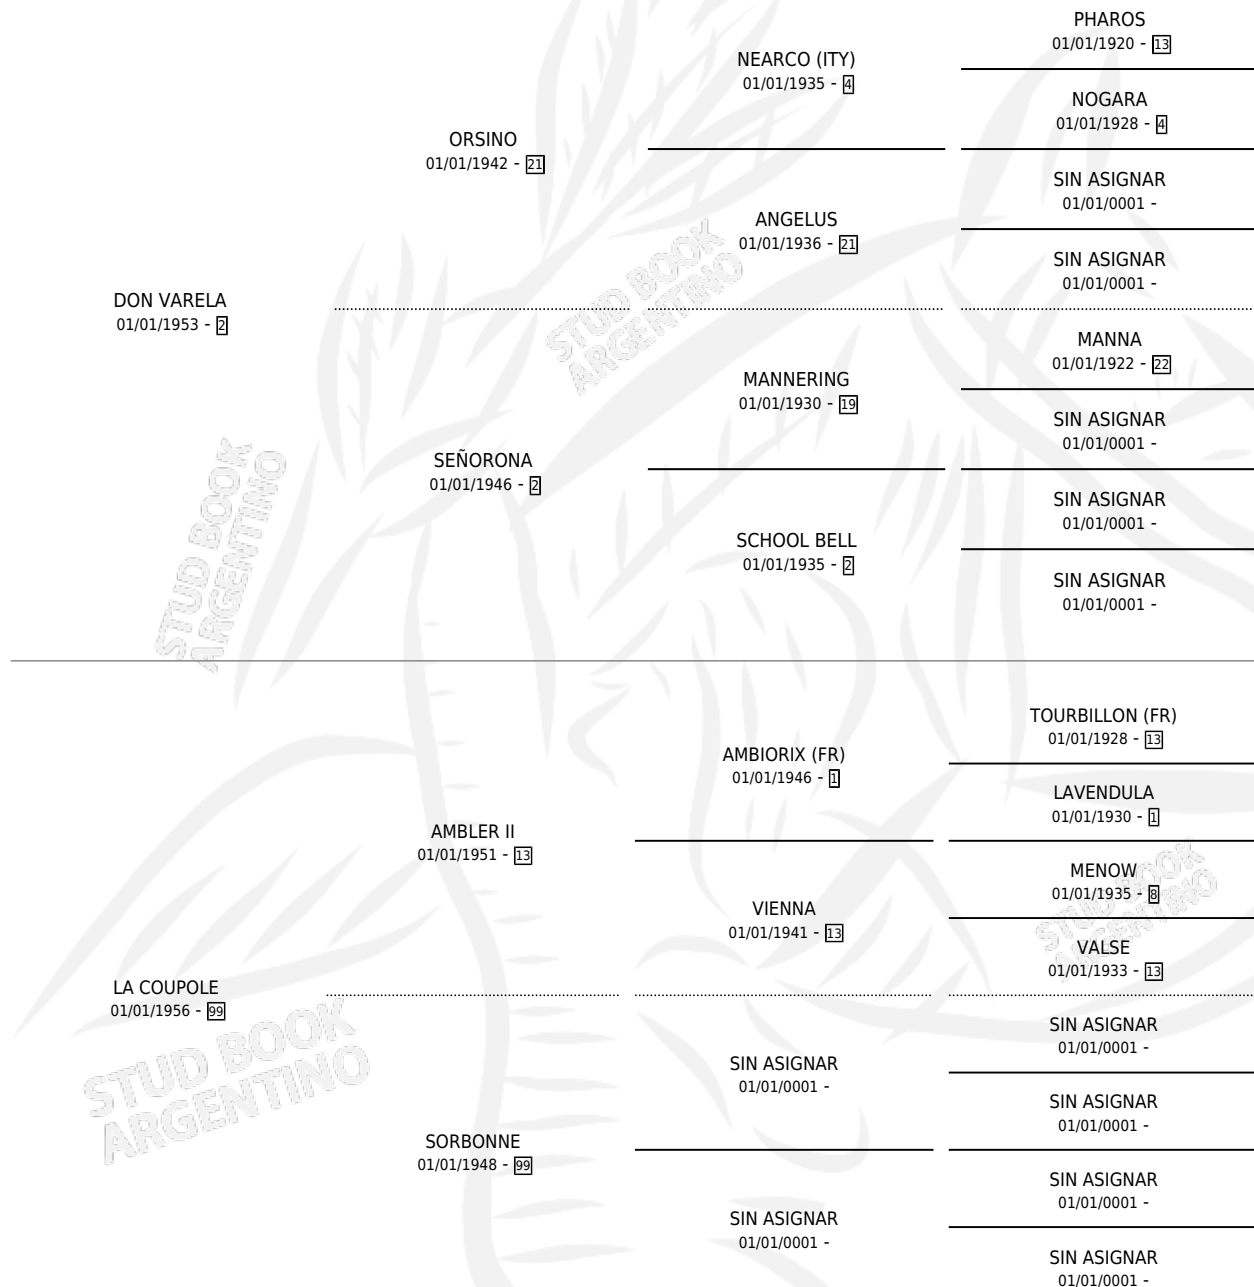 PHAROS
01/01/1920 - 13
NEARCO (ITY)
01/01/1935 - 4
NOGARA
01/01/1928 - 4
ORSINO
01/01/1942 - 21
SIN ASIGNAR
01/01/0001 -
ANGELUS
01/01/1936 - 21
SIN ASIGNAR
01/01/0001 -
DON VARELA
01/01/1953 - 2
MANNA
01/01/1922 - 22
MANNERING
01/01/1930 - 19
SIN ASIGNAR
01/01/0001 -
SEÑORONA
01/01/1946 - 2
SIN ASIGNAR
01/01/0001 -
SCHOOL BELL
01/01/1935 - 2
SIN ASIGNAR
01/01/0001 -
STUD BOOK
ARGENTINO
STUD BOOK
ARGENTINO
TOURBILLON (FR)
01/01/1928 - 13
AMBIORIX (FR)
01/01/1946 - 1
LAVENDULA
01/01/1930 - 1
AMBLER II
01/01/1951 - 13
MENOW
01/01/1935 - 8
VIENNA
01/01/1941 - 13
VALSE
01/01/1933 - 13
LA COUPOLE
01/01/1956 - 99
SIN ASIGNAR
01/01/0001 -
SIN ASIGNAR
01/01/0001 -
SIN ASIGNAR
01/01/0001 -
SORBONNE
01/01/1948 - 99
SIN ASIGNAR
01/01/0001 -
SIN ASIGNAR
01/01/0001 -
SIN ASIGNAR
01/01/0001 -
STUD BOOK
ARGENTINO
STUD BOOK
ARGENTINO